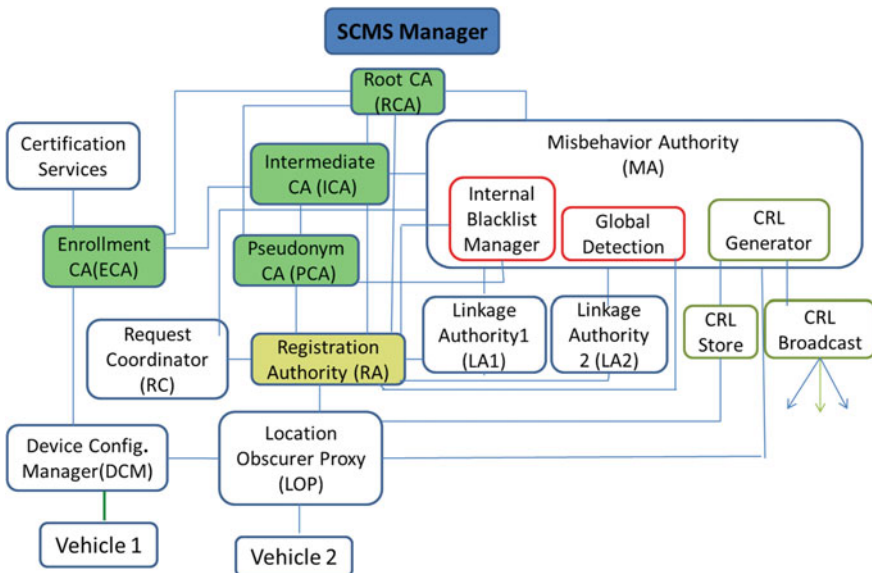 SCMS Manager
Root CA
(RCA)
Certification
Services
Intermediate
CA (ICA)
Misbehavior Authority
(MA)
Internal
Blacklist
Manager
Global
Detection
CRL
Generator
Enrollment
CA(ECA)
Pseudonym
CA (PCA)
Request
Coordinator
(RC)
Registration
Authority (RA)
Linkage
Authority1
(LA1)
Linkage
Authority
2 (LA2)
CRL
Store
CRL
Broadcast
Device Config.
Manager(DCM)
Location
Obscurer Proxy
(LOP)
Vehicle 1
Vehicle 2